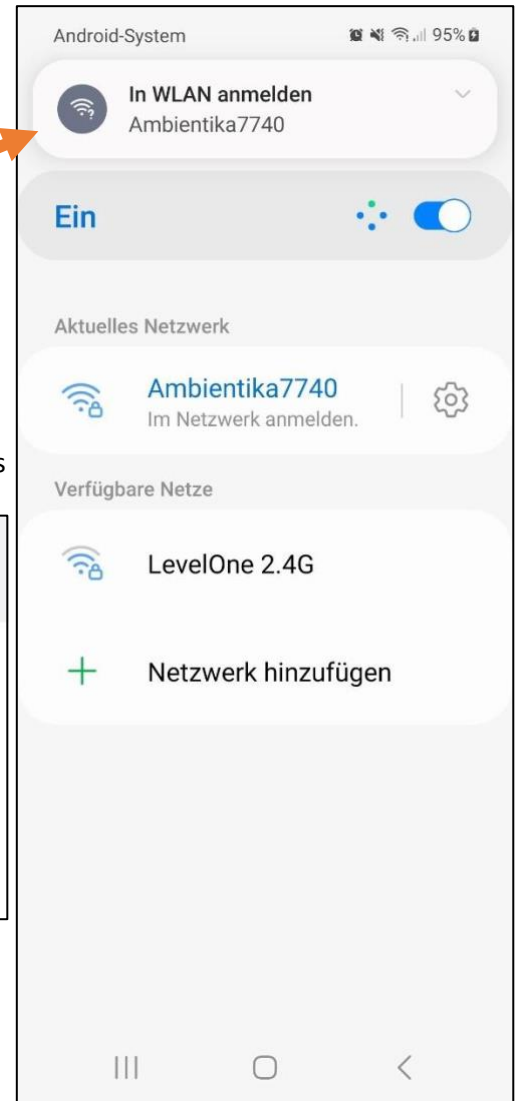 Android-System 95%
In WLAN anmelden
Ambientika7740
Ein
Aktuelles Netzwerk
Ambientika7740
Im Netzwerk anmelden.
s
Verfügbare Netze
LevelOne 2.4G
Netzwerk hinzufügen